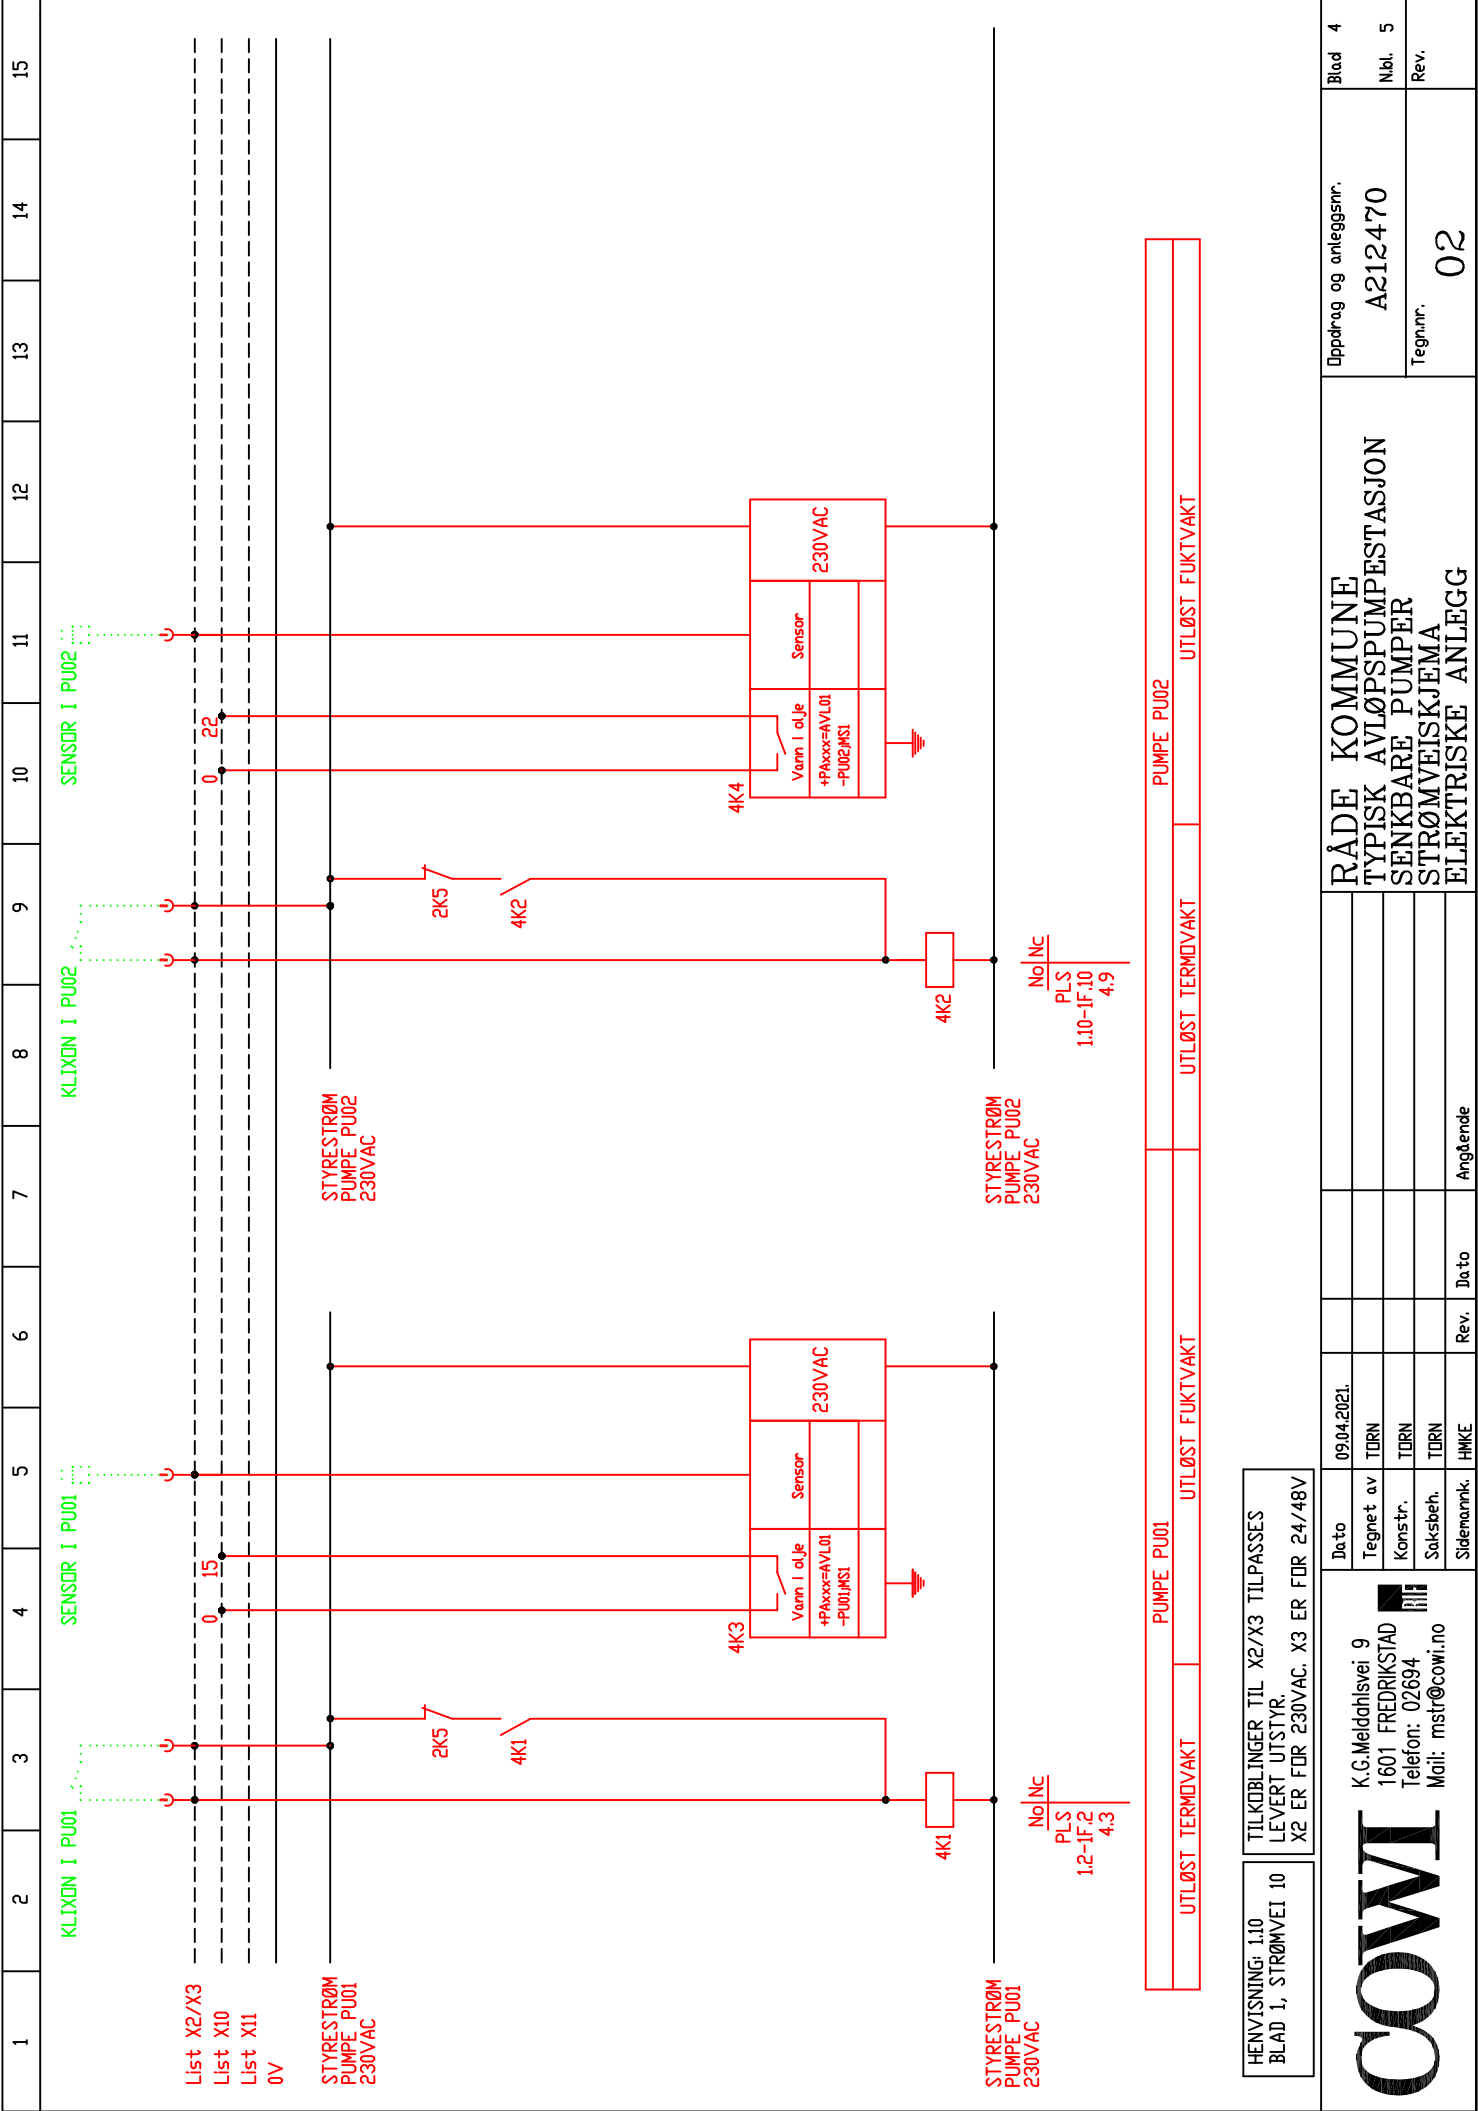 1 2 3 4 5 6 7 8 9 10 11 12 13 14 15
KLIXON I PU01
SENSOR I PU01
KLIXON I PU02
SENSOR I PU02
List X2/X3
List X10
0 15
0 22
List X11
0V
STYRESTRØM
PUMPE PU01
230VAC
STYRESTRØM
PUMPE PU02
230VAC
2K5
4K1
2K5
4K2
4K3
Vann i olje
+PAxxx=AVL01
-PU01;MS1
Sensor
230VAC
4K4
Vann i olje
+PAxxx=AVL01
-PU02;MS1
Sensor
230VAC
4K1
4K2
STYRESTRØM
PUMPE PU01
230VAC
STYRESTRØM
PUMPE PU02
230VAC
No Nc
PLS
1.2-1F.2
4.3
No Nc
PLS
1.10-1F.10
4.9
PUMPE PU01
PUMPE PU02
UTLØST TERMOVAKT
UTLØST FUKTVAKT
UTLØST TERMOVAKT
UTLØST FUKTVAKT
HENVISNING: 1.10
BLAD 1, STRØMVEI 10
TILKOBLINGER TIL X2/X3 TILPASSES
LEVERT UTSTYR.
X2 ER FOR 230VAC. X3 ER FOR 24/48V
COWI
K.G.Meldahlsvei 9
1601 FREDRIKSTAD
Telefon: 02694
Mail: mstr@cowi.no
RIF
Dato 09.04.2021.
Tegnet av TORN
Konstr. TORN
Saksbeh. TORN
Sidemannk. HMKE
Rev. Dato Angående
RÅDE KOMMUNE
TYPISK AVLØPSPUMPESTASJON
SENKBARE PUMPER
STRØMVEISKJEMA
ELEKTRISKE ANLEGG
Oppdrag og anleggsnr.
A212470
Tegn.nr.
02
Blad 4
N.bl. 5
Rev.